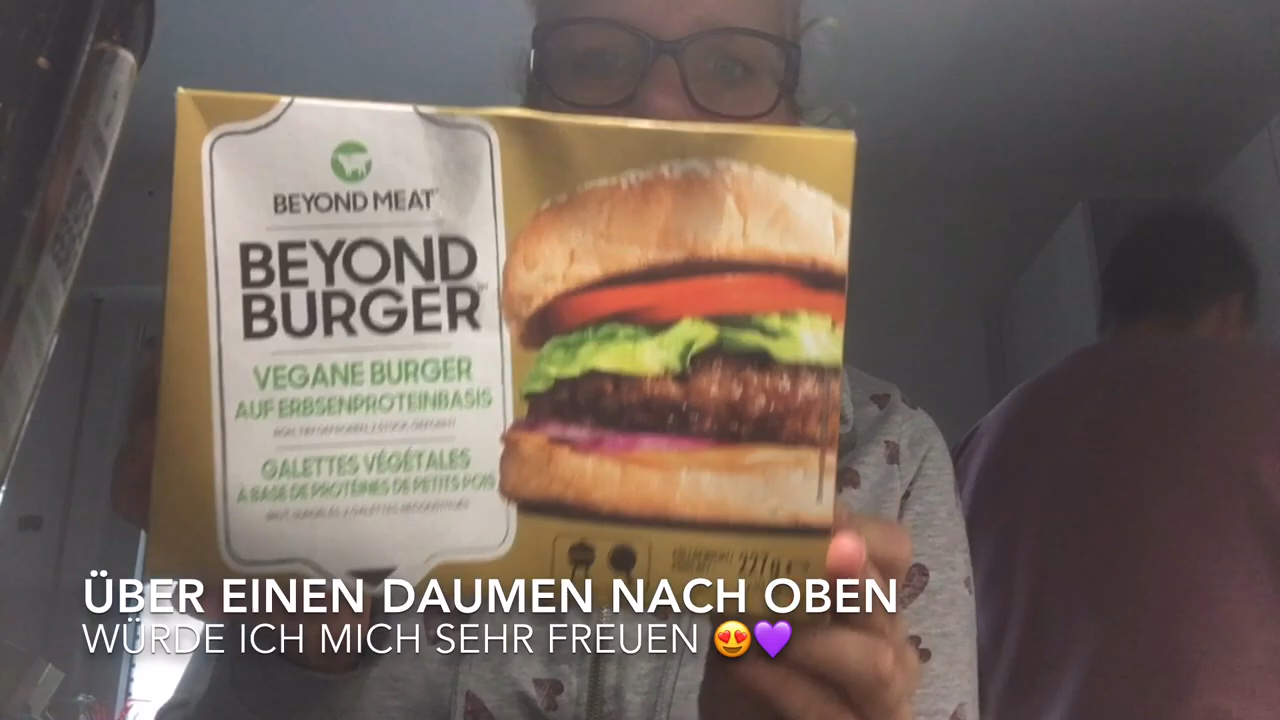 BEYOND MEAT
BEYOND
BURGER
VEGANE BURGER
AUF ERBSENPROTEINBASIS
GALETTES VÉGÉTALES
À BASE DE PROTÉINES DE PETITS POIS
227g
ÜBER EINEN DAUMEN NACH OBEN
WÜRDE ICH MICH SEHR FREUEN 😍💜